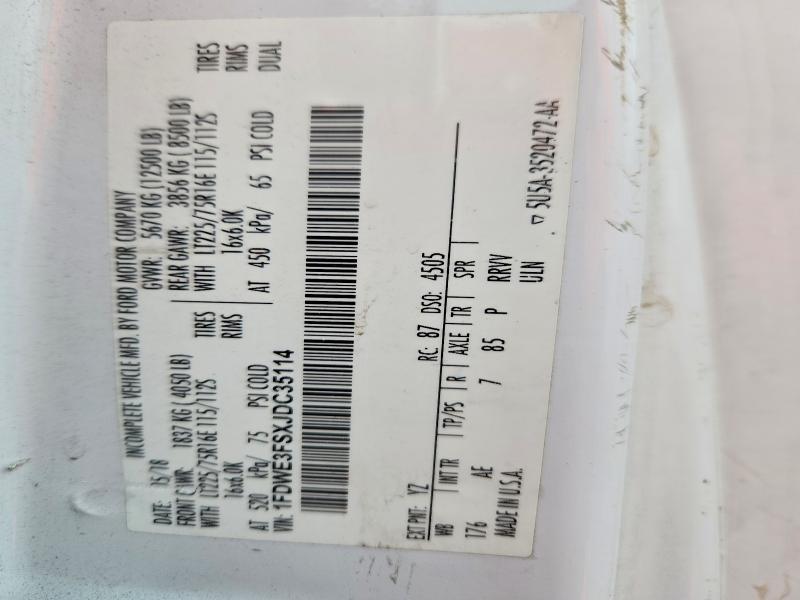 INCOMPLETE VEHICLE MFD. BY FORD MOTOR COMPANY
DATE: GVWR: 5670 KG (12500 LB)
FRONT GAWR: 1837 KG (4050 LB) REAR GAWR: 3856 KG (8500 LB)
WITH LT225/75R16E 115/112S TIRES WITH LT225/75R16E 115/112S TIRES
16x6.0K RIMS 16x6.0K RIMS
AT 520 kPa/ 75 PSI COLD AT 450 kPa/ 65 PSI COLD DUAL
VIN: 1FDWE3FSXJDC35114
EXT PNT: YZ RC: 87 DSO: 4505
WB INT TR TP/PS R AXLE TR SPR
176 AE 7 85 P RRVV
MADE IN U.S.A. ULN
▽ 5U5A-3520472-AA